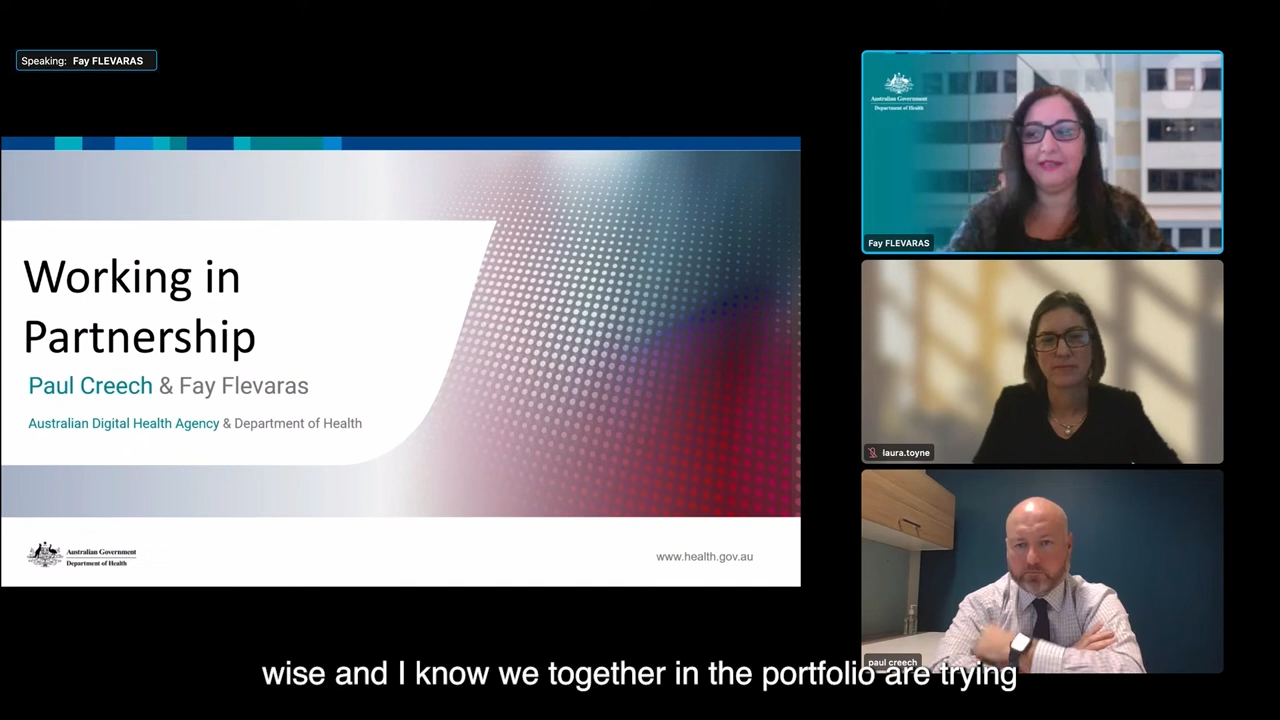 Speaking: Fay FLEVARAS
Working in
Partnership
Paul Creech & Fay Flevaras
Australian Digital Health Agency & Department of Health
Australian Government
Department of Health
www.health.gov.au
Australian Government
Department of Health
Fay FLEVARAS
laura.toyne
paul creech
wise and I know we together in the portfolio are trying